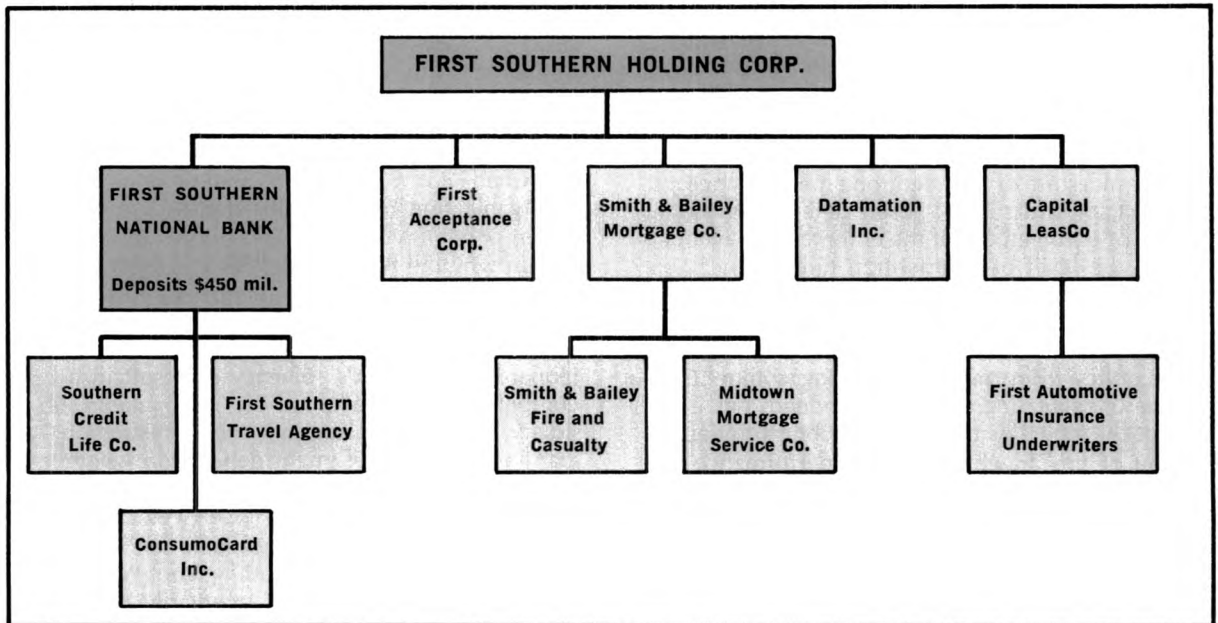 FIRST SOUTHERN HOLDING CORP.
FIRST SOUTHERN
NATIONAL BANK
Deposits $450 mil.
First
Acceptance
Corp.
Smith & Bailey
Mortgage Co.
Datamation
Inc.
Capital
LeasCo
Southern
Credit
Life Co.
First Southern
Travel Agency
Smith & Bailey
Fire and
Casualty
Midtown
Mortgage
Service Co.
First Automotive
Insurance
Underwriters
ConsumoCard
Inc.